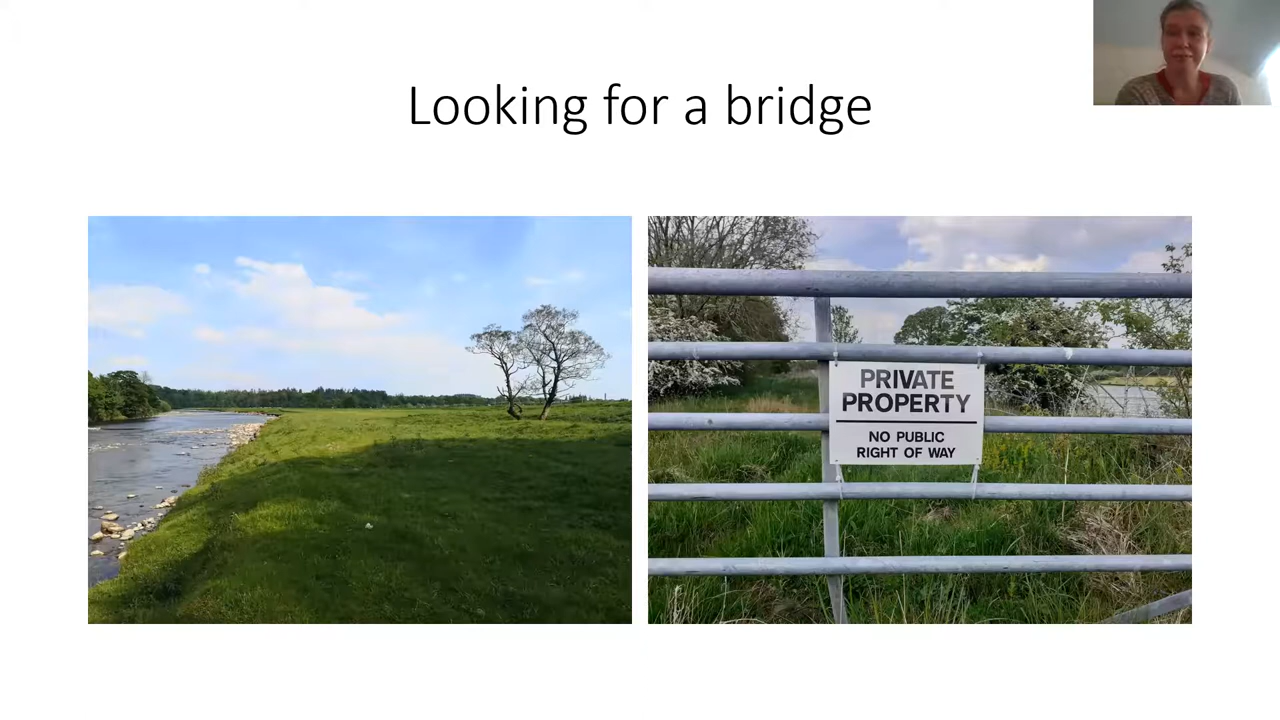 Looking for a bridge
PRIVATE
PROPERTY
NO PUBLIC
RIGHT OF WAY